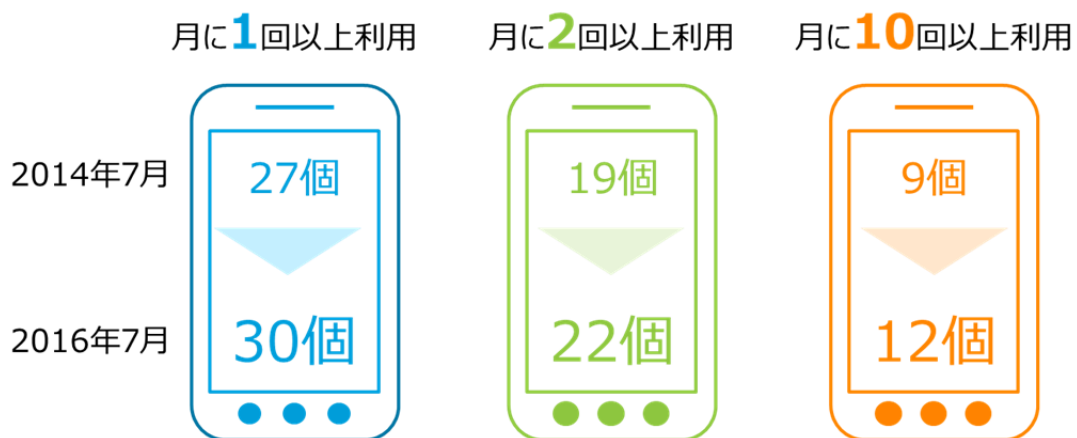 月に1回以上利用
月に2回以上利用
月に10回以上利用
2014年7月
27個
19個
9個
2016年7月
30個
22個
12個